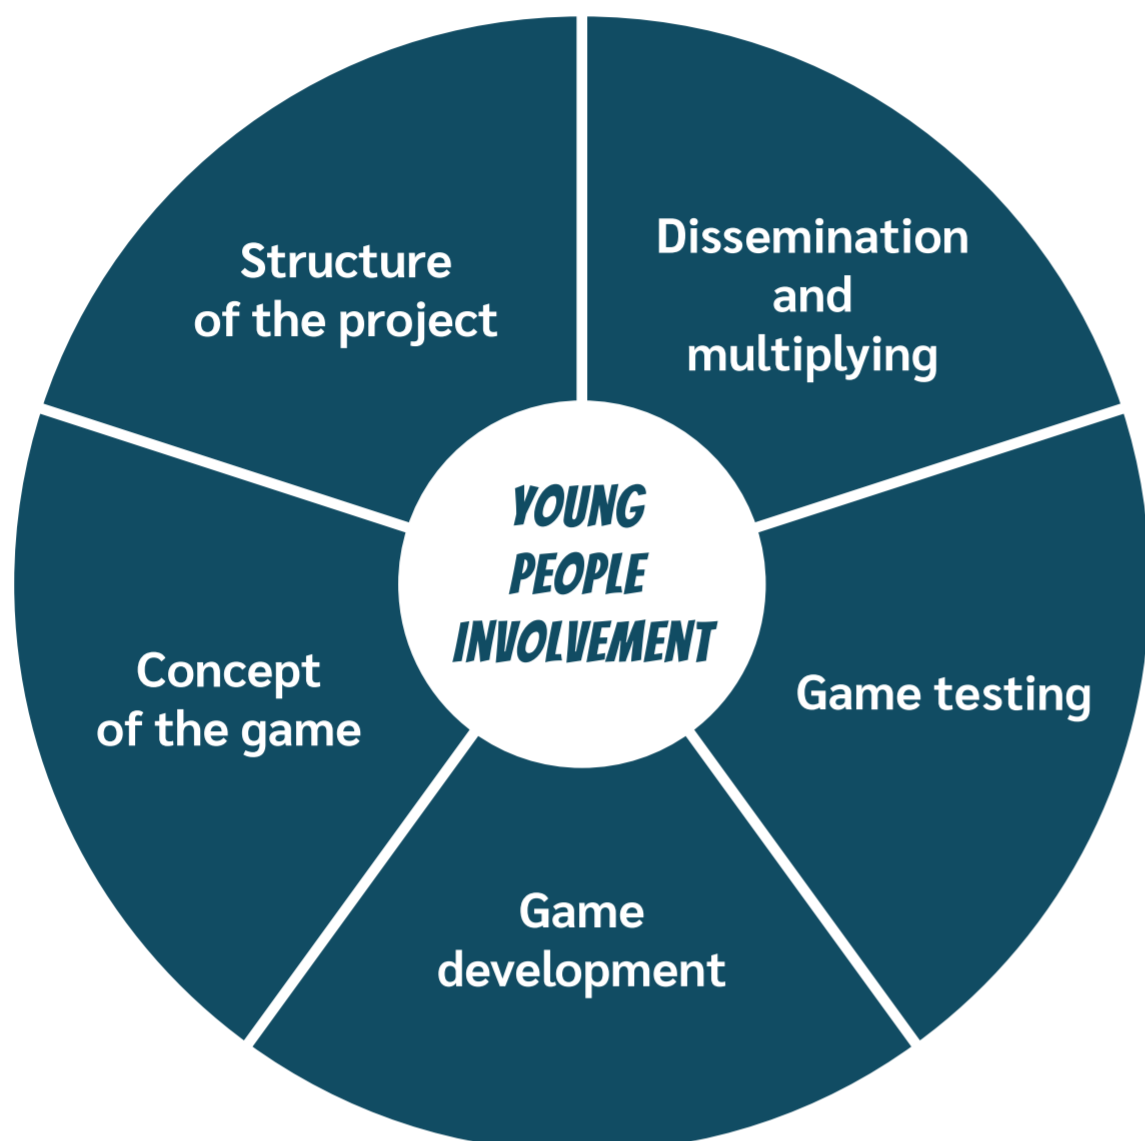 Structure
of the project
Dissemination
and
multiplying
YOUNG
PEOPLE
INVOLVEMENT
Concept
of the game
Game testing
Game
development